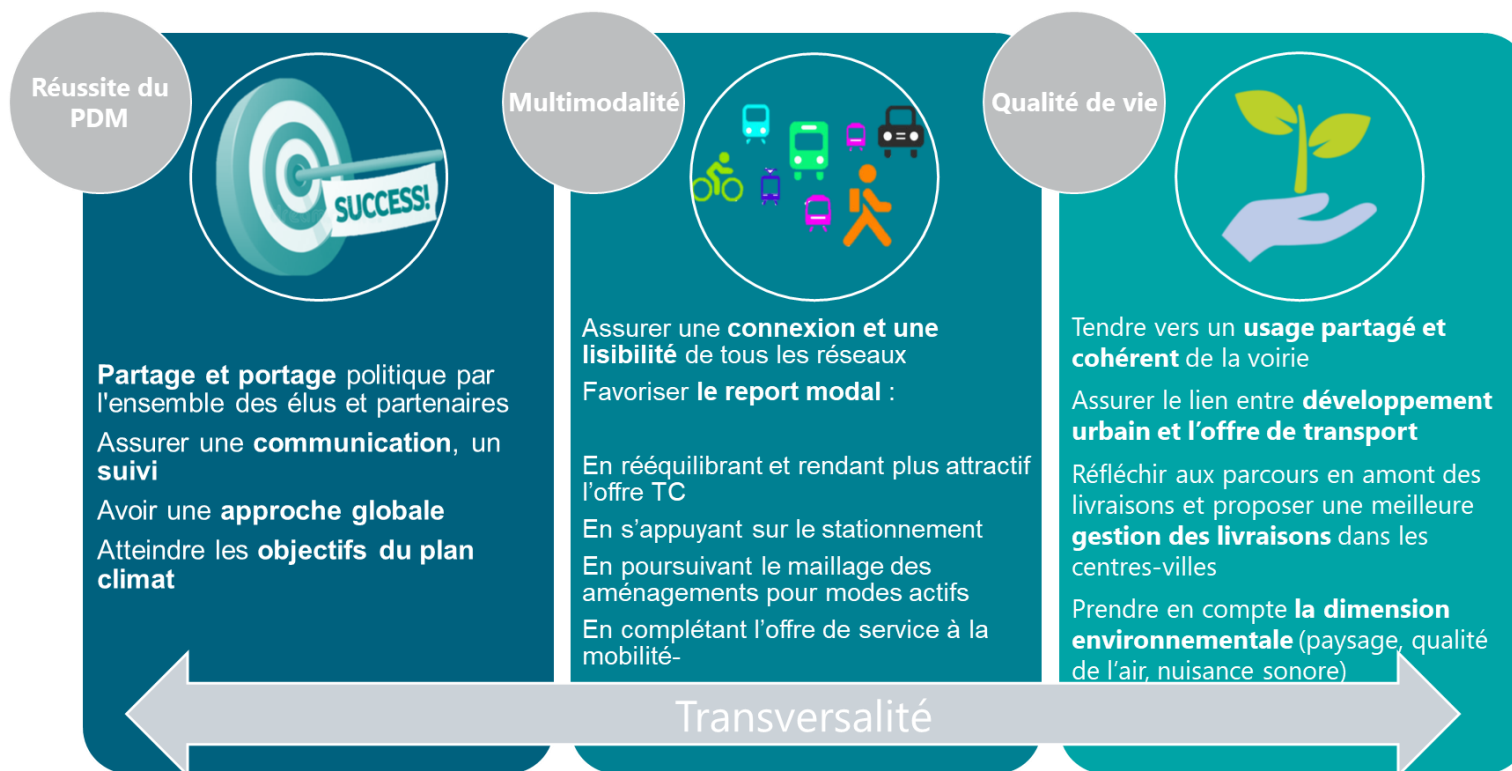 Réussite du
PDM
SUCCESS!
Partage et portage politique par
l'ensemble des élus et partenaires
Assurer une communication, un
suivi
Avoir une approche globale
Atteindre les objectifs du plan
climat
Multimodalité
Assurer une connexion et une
lisibilité de tous les réseaux
Favoriser le report modal :
En rééquilibrant et rendant plus attractif
l’offre TC
En s’appuyant sur le stationnement
En poursuivant le maillage des
aménagements pour modes actifs
En complétant l’offre de service à la
mobilité-
Qualité de vie
Tendre vers un usage partagé et
cohérent de la voirie
Assurer le lien entre développement
urbain et l’offre de transport
Réfléchir aux parcours en amont des
livraisons et proposer une meilleure
gestion des livraisons dans les
centres-villes
Prendre en compte la dimension
environnementale (paysage, qualité
de l’air, nuisance sonore)
Transversalité